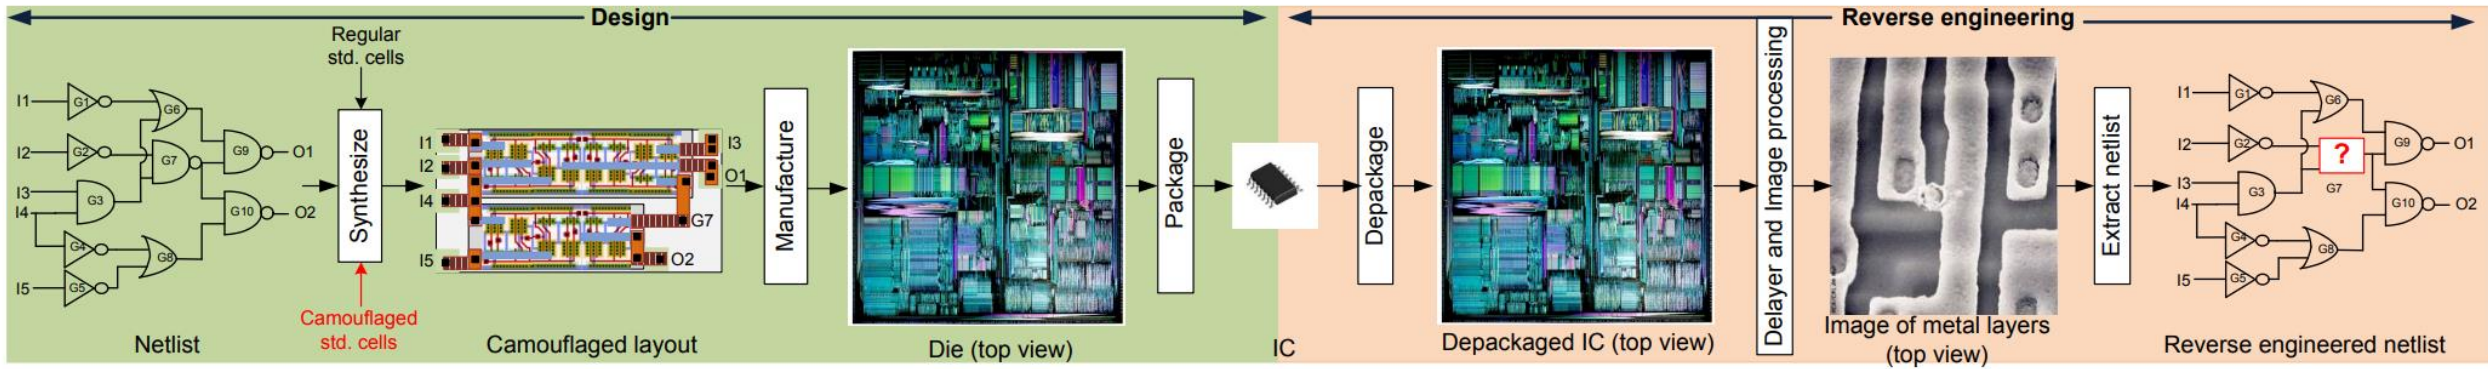 Design
Reverse engineering
Regular
std. cells
I1
I2
I3
I4
I5
G1
G2
G3
G4
G5
G6
G7
G8
G9
G10
O1
O2
Netlist
Synthesize
Camouflaged
std. cells
I1
I2
I4
I5
I3
O1
G7
O2
Camouflaged layout
Manufacture
Die (top view)
Package
IC
Depackage
Depackaged IC (top view)
Delayer and Image processing
Image of metal layers
(top view)
Extract netlist
I1
I2
I3
I4
I5
G1
G2
G3
G4
G5
G6
?
G7
G8
G9
G10
O1
O2
Reverse engineered netlist